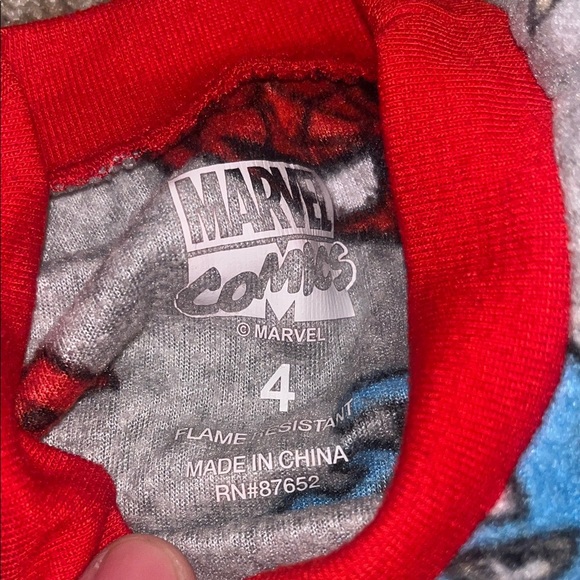 MARVEL
COMICS
© MARVEL
4
FLAME RESISTANT
MADE IN CHINA
RN#87652